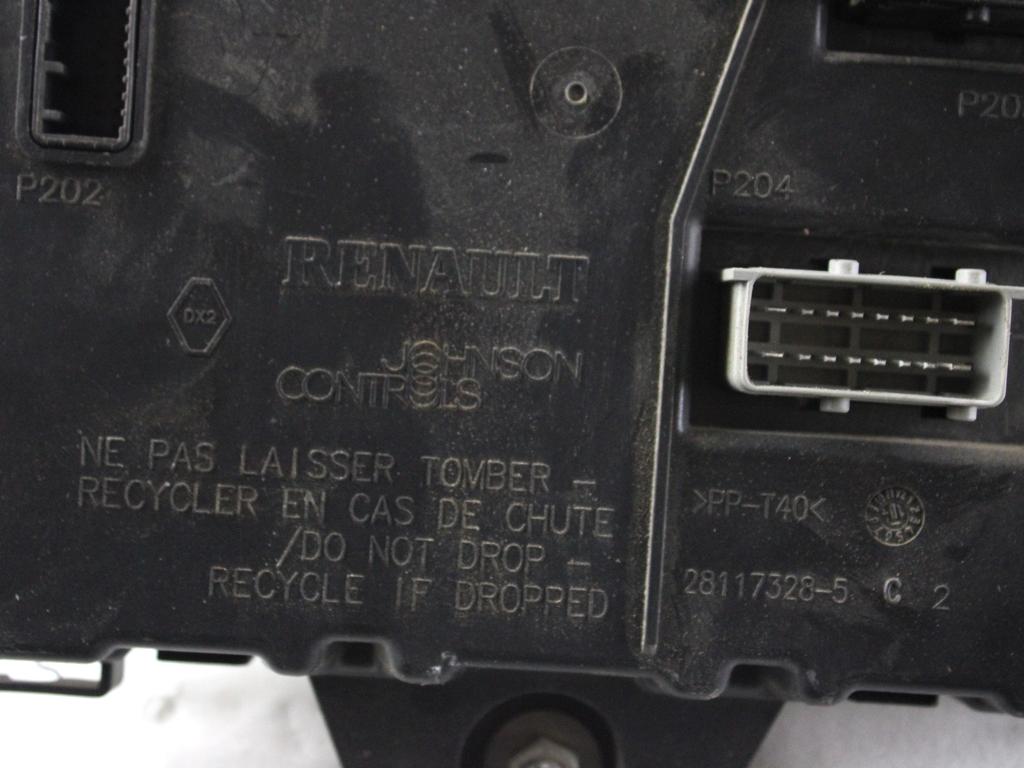 P202
P204
RENAULT
DX2
JOHNSON
CONTROLS
NE PAS LAISSER TOMBER -
RECYCLER EN CAS DE CHUTE
/DO NOT DROP -
RECYCLE IF DROPPED
>PP-T40<
28117328-5 C 2